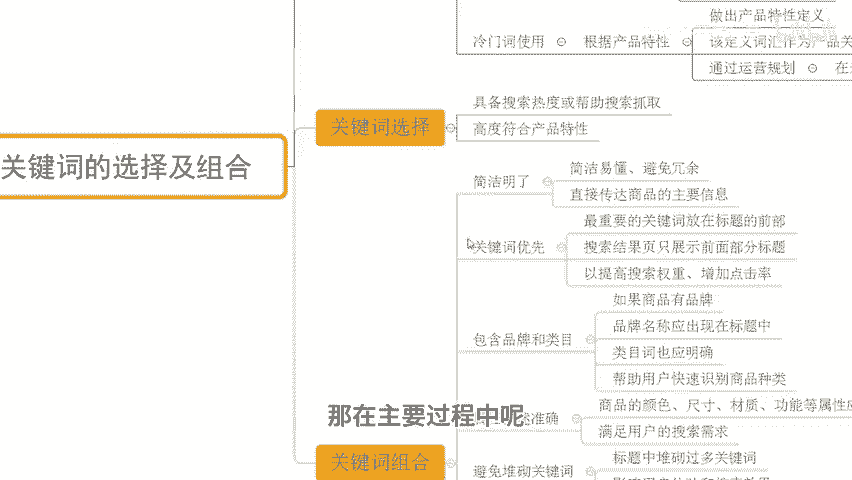 做出产品特性定义
冷门词使用
根据产品特性
该定义词汇作为产品关
通过运营规划
在
关键词选择
具备搜索热度或帮助搜索抓取
高度符合产品特性
关键词的选择及组合
简洁明了
简洁易懂、避免冗余
直接传达商品的主要信息
关键词优先
最重要的关键词放在标题的前部
搜索结果页只展示前面部分标题
以提高搜索权重、增加点击率
包含品牌和类目
如果商品有品牌
品牌名称应出现在标题中
类目词也应明确
帮助用户快速识别商品种类
述准确
商品的颜色、尺寸、材质、功能等属性应
满足用户的搜索需求
那在主要过程中呢
关键词组合
避免堆砌关键词
标题中堆砌过多关键词